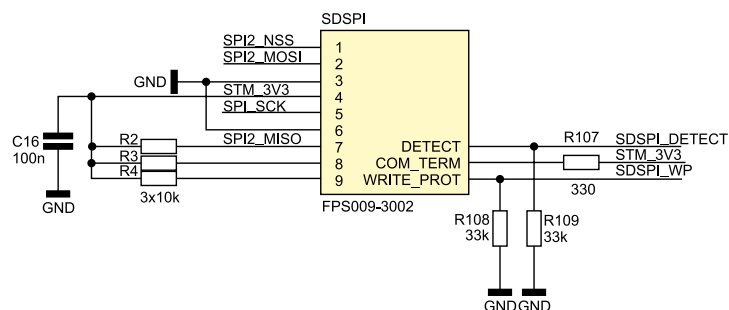 SDSPI
SPI2_NSS
1
SPI2_MOSI
2
GND
3
STM_3V3
4
SPI_SCK
5
6
C16
100n
R2
SPI2_MISO
7
DETECT
R107
SDSPI_DETECT
R3
8
COM_TERM
STM_3V3
R4
9
WRITE_PROT
SDSPI_WP
3x10k
330
GND
FPS009-3002
R108
33k
R109
33k
GND
GND